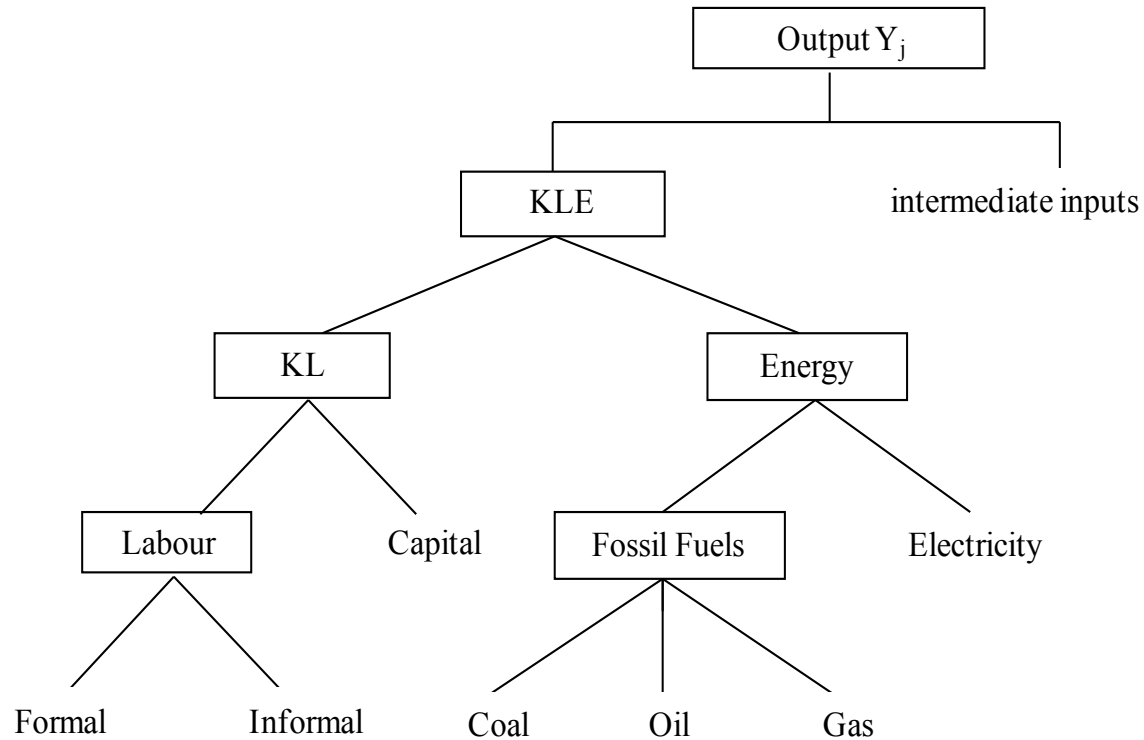 Output Yj
KLE
intermediate inputs
KL
Energy
Labour
Capital
Fossil Fuels
Electricity
Formal
Informal
Coal
Oil
Gas